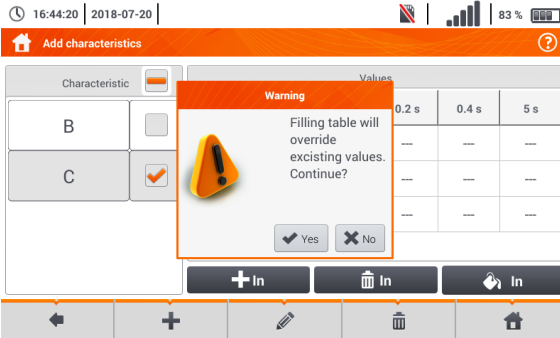 16:44:20 2018-07-20 83 %
Add characteristics ?
Characteristic Values
0.2 s 0.4 s 5 s
B --- --- ---
C --- --- ---
--- --- ---
Warning
Filling table will
override
excisting values.
Continue?
Yes No
In In In